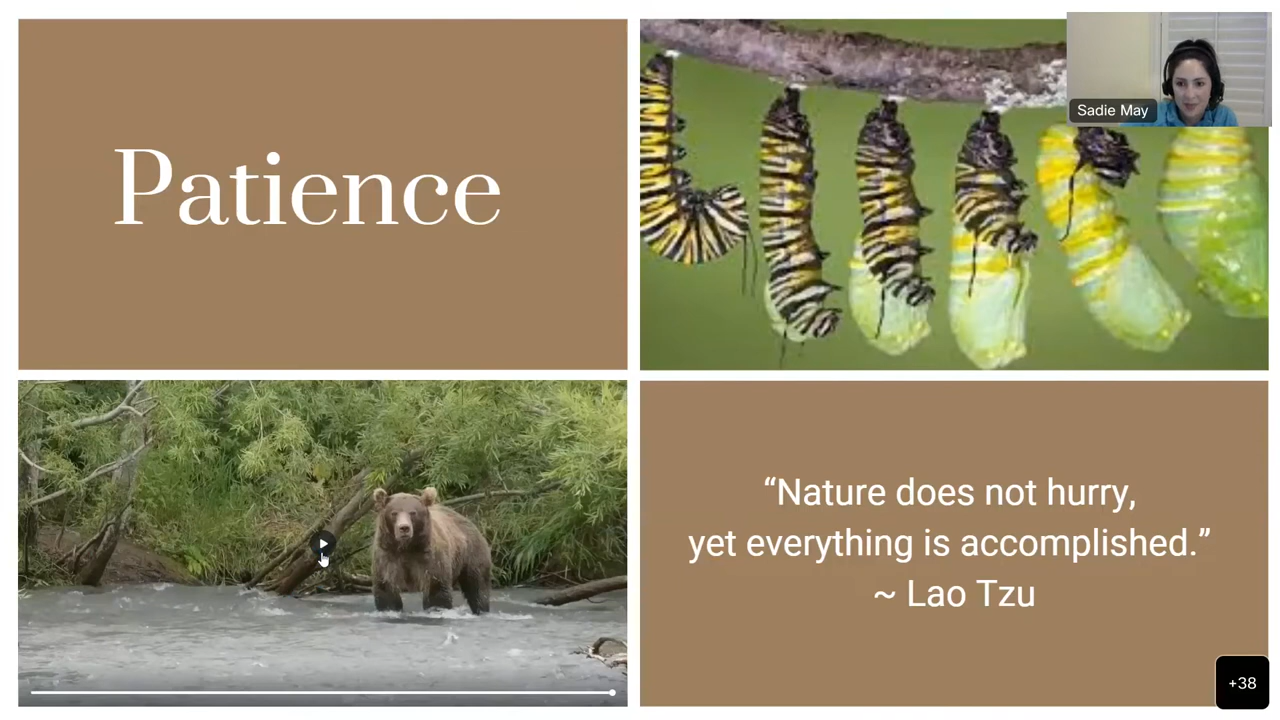 Patience
Sadie May
“Nature does not hurry,
yet everything is accomplished.”
~ Lao Tzu
+38